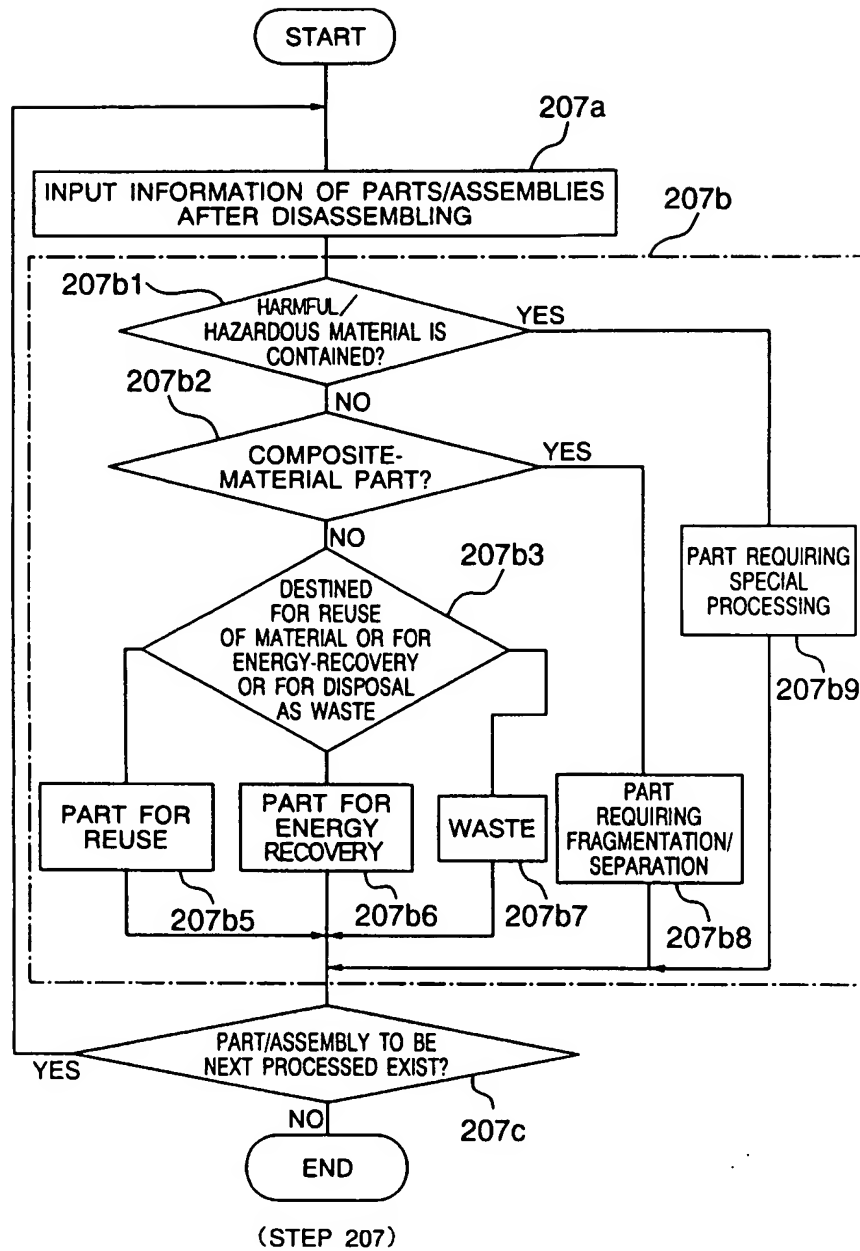 START
207a
INPUT INFORMATION OF PARTS/ASSEMBLIES
AFTER DISASSEMBLING
207b
207b1
HARMFUL/
HAZARDOUS MATERIAL IS
CONTAINED?
YES
NO
207b2
COMPOSITE-
MATERIAL PART?
YES
NO
207b3
DESTINED
FOR REUSE
OF MATERIAL OR FOR
ENERGY-RECOVERY
OR FOR DISPOSAL
AS WASTE
PART REQUIRING
SPECIAL
PROCESSING
207b9
PART FOR
REUSE
207b5
PART FOR
ENERGY
RECOVERY
207b6
WASTE
207b7
PART
REQUIRING
FRAGMENTATION/
SEPARATION
207b8
PART/ASSEMBLY TO BE
NEXT PROCESSED EXIST?
YES
NO
207c
END
(STEP 207)